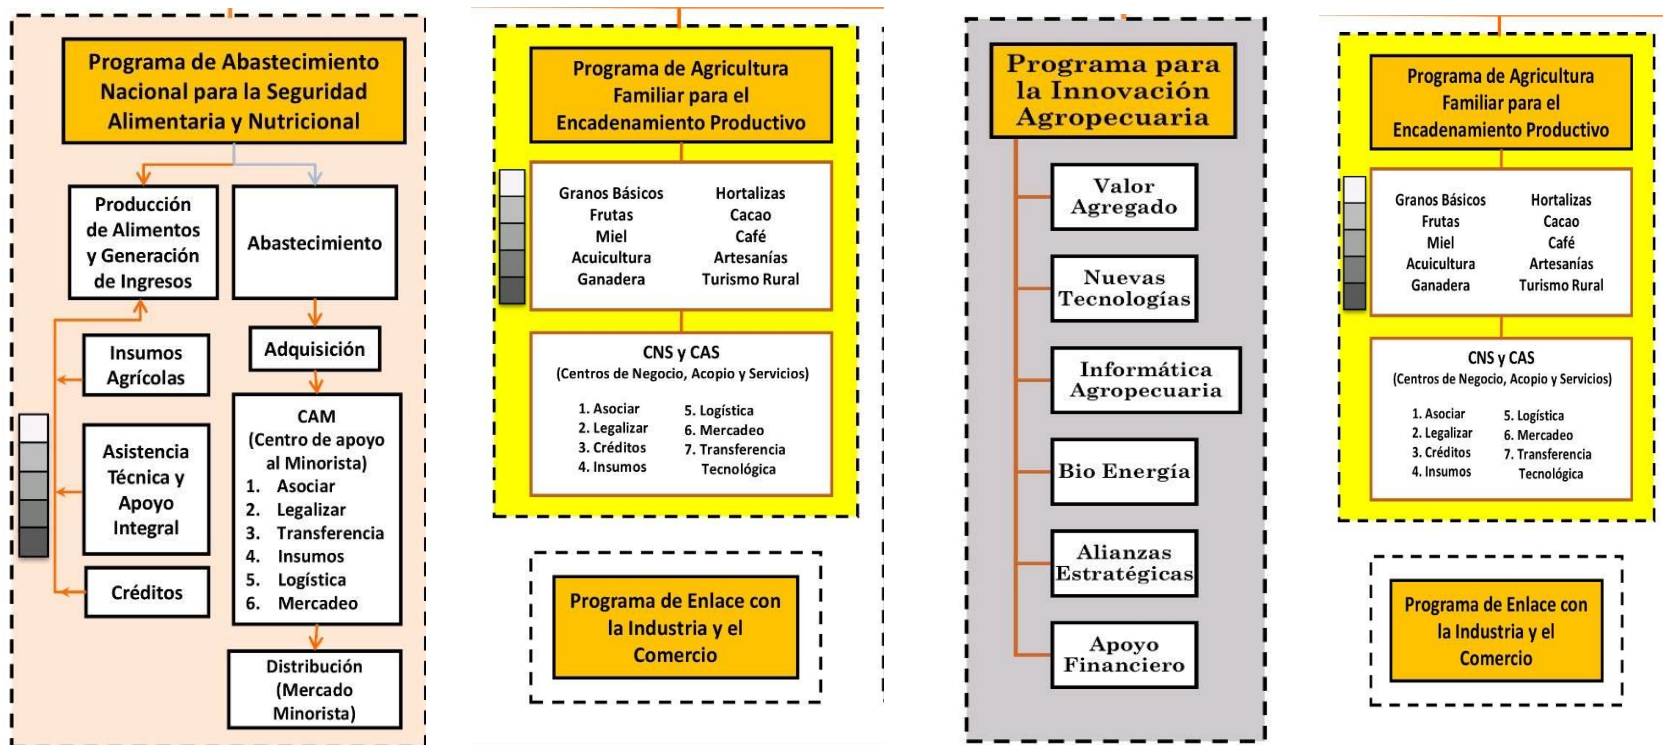 Programa de Abastecimiento
Nacional para la Seguridad
Alimentaria y Nutricional
Producción
de Alimentos
y Generación
de Ingresos
Abastecimiento
Insumos
Agrícolas
Adquisición
Asistencia
Técnica y
Apoyo
Integral
Créditos
CAM
(Centro de apoyo
al Minorista)
1. Asociar
2. Legalizar
3. Transferencia
4. Insumos
5. Logística
6. Mercadeo
Distribución
(Mercado
Minorista)
Programa de Agricultura
Familiar para el
Encadenamiento Productivo
Granos Básicos Hortalizas
Frutas Cacao
Miel Café
Acuicultura Artesanías
Ganadera Turismo Rural
CNS y CAS
(Centros de Negocio, Acopio y Servicios)
1. Asociar 5. Logística
2. Legalizar 6. Mercadeo
3. Créditos 7. Transferencia
4. Insumos Tecnológica
Programa de Enlace con
la Industria y el
Comercio
Programa para
la Innovación
Agropecuaria
Valor
Agregado
Nuevas
Tecnologías
Informática
Agropecuaria
Bio Energía
Alianzas
Estratégicas
Apoyo
Financiero
Programa de Agricultura
Familiar para el
Encadenamiento Productivo
Granos Básicos Hortalizas
Frutas Cacao
Miel Café
Acuicultura Artesanías
Ganadera Turismo Rural
CNS y CAS
(Centros de Negocio, Acopio y Servicios)
1. Asociar 5. Logística
2. Legalizar 6. Mercadeo
3. Créditos 7. Transferencia
4. Insumos Tecnológica
Programa de Enlace con
la Industria y el
Comercio